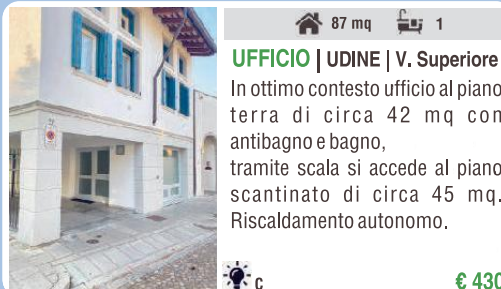 87 mq 1
UFFICIO | UDINE | V. Superiore
In ottimo contesto ufficio al piano
terra di circa 42 mq con
antibagno e bagno,
tramite scala si accede al piano
scantinato di circa 45 mq.
Riscaldamento autonomo.
C € 430